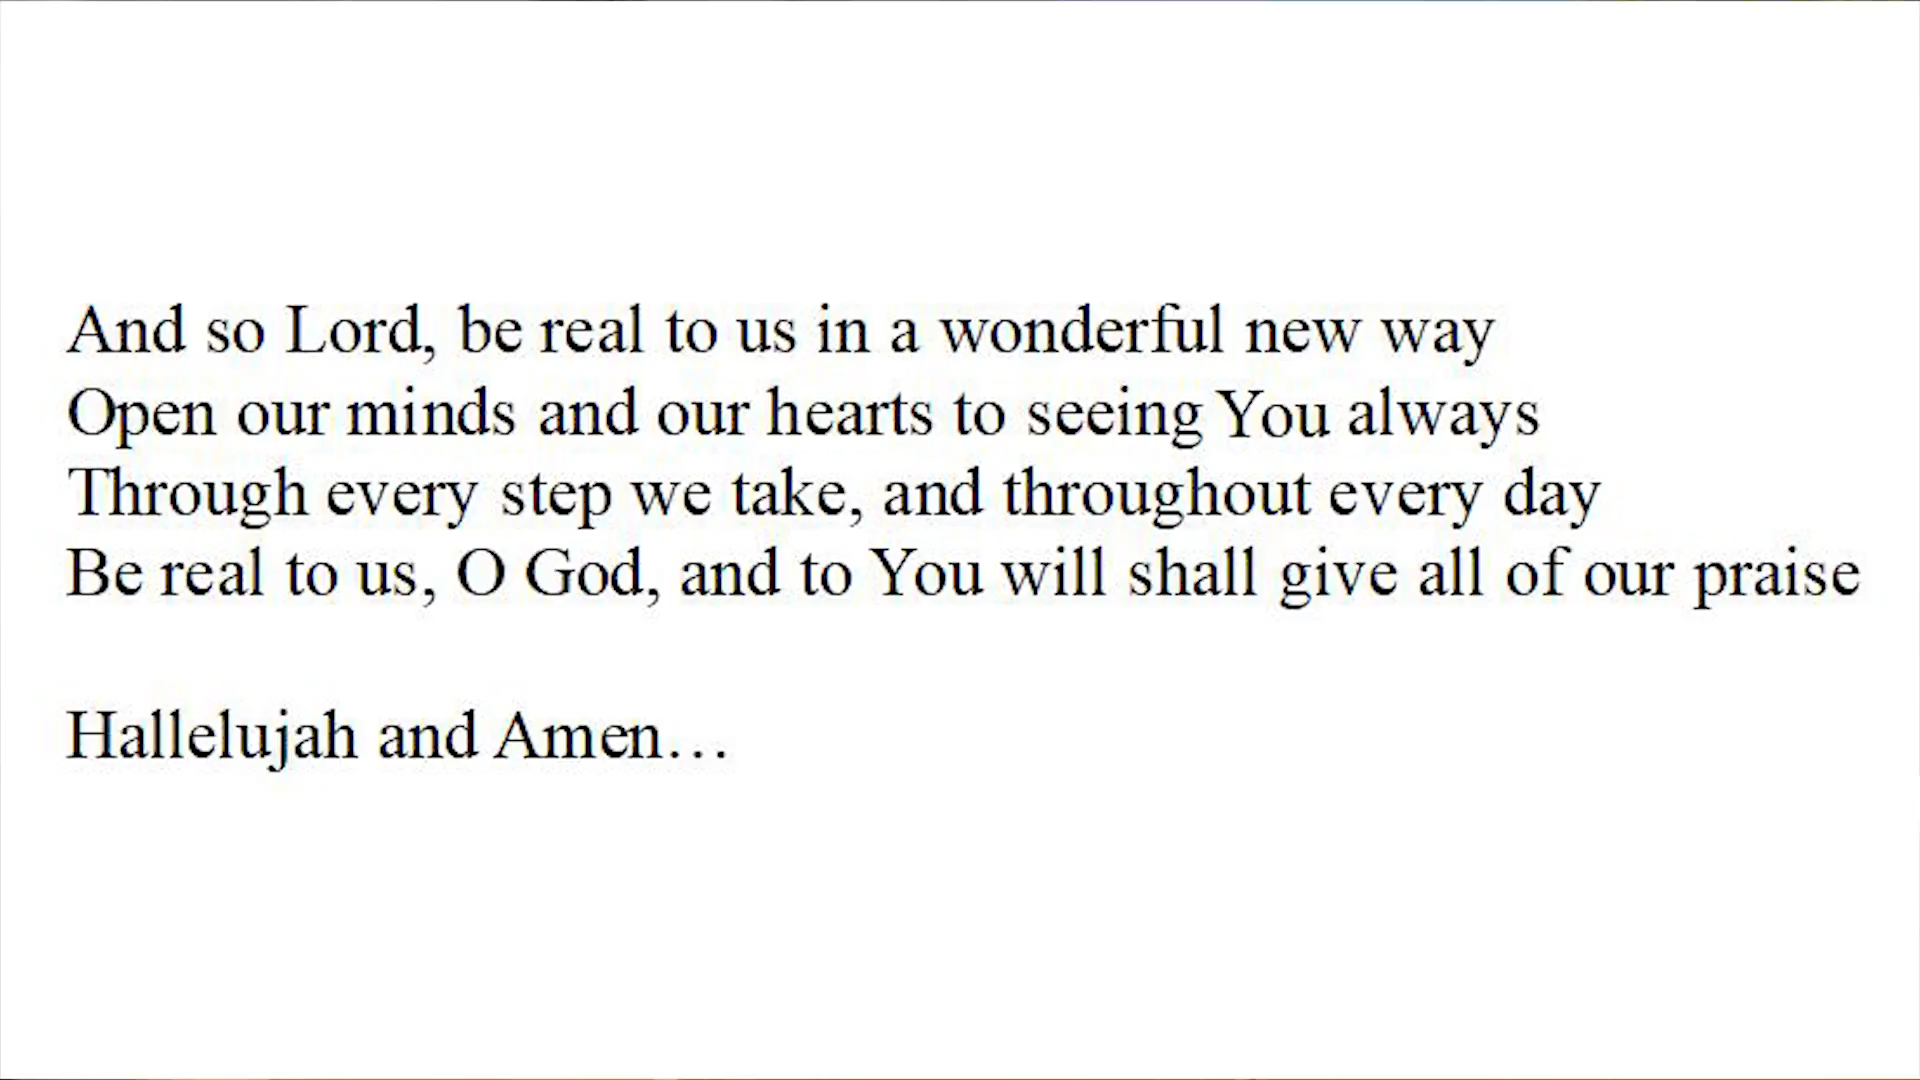 And so Lord, be real to us in a wonderful new way
Open our minds and our hearts to seeing You always
Through every step we take, and throughout every day
Be real to us, O God, and to You will shall give all of our praise
Hallelujah and Amen…